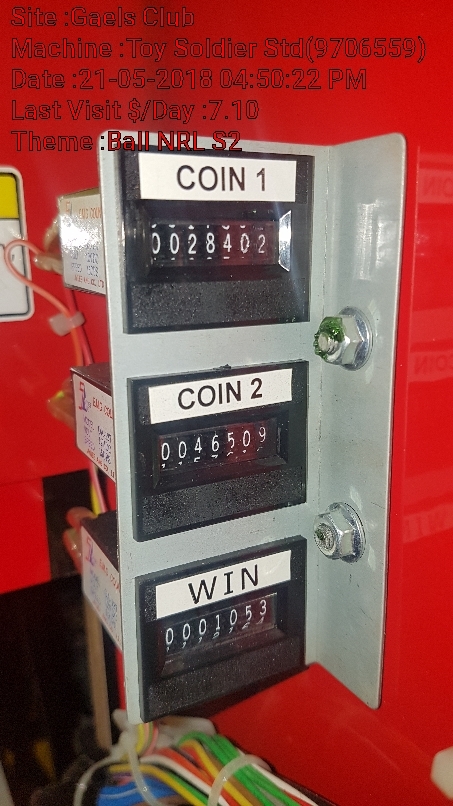 Site :Gaels Club
Machine :Toy Soldier Std(9706559)
Date :21-05-2018 04:50:22 PM
Last Visit $/Day :7.10
Theme :Ball NRL S2
COIN 1
0028402
COIN 2
0046509
WIN
0001053